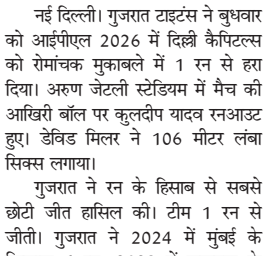 नई दिल्ली। गुजरात टाइटंस ने बुधवार
को आईपीएल 2026 में दिल्ली कैपिटल्स
को रोमांचक मुकाबले में 1 रन से हरा
दिया। अरुण जेटली स्टेडियम में मैच की
आखिरी बॉल पर कुलदीप यादव रनआउट
हुए। डेविड मिलर ने 106 मीटर लंबा
सिक्स लगाया।
गुजरात ने रन के हिसाब से सबसे
छोटी जीत हासिल की। टीम 1 रन से
जीती। गुजरात ने 2024 में मुंबई के